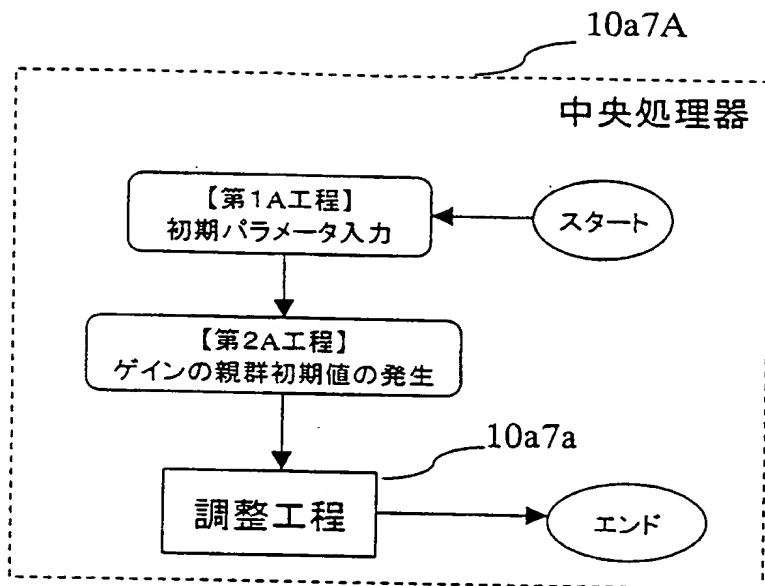 10a7A
中央処理器
【第1A工程】
初期パラメータ入力
スタート
【第2A工程】
ゲインの親群初期値の発生
10a7a
調整工程
エンド